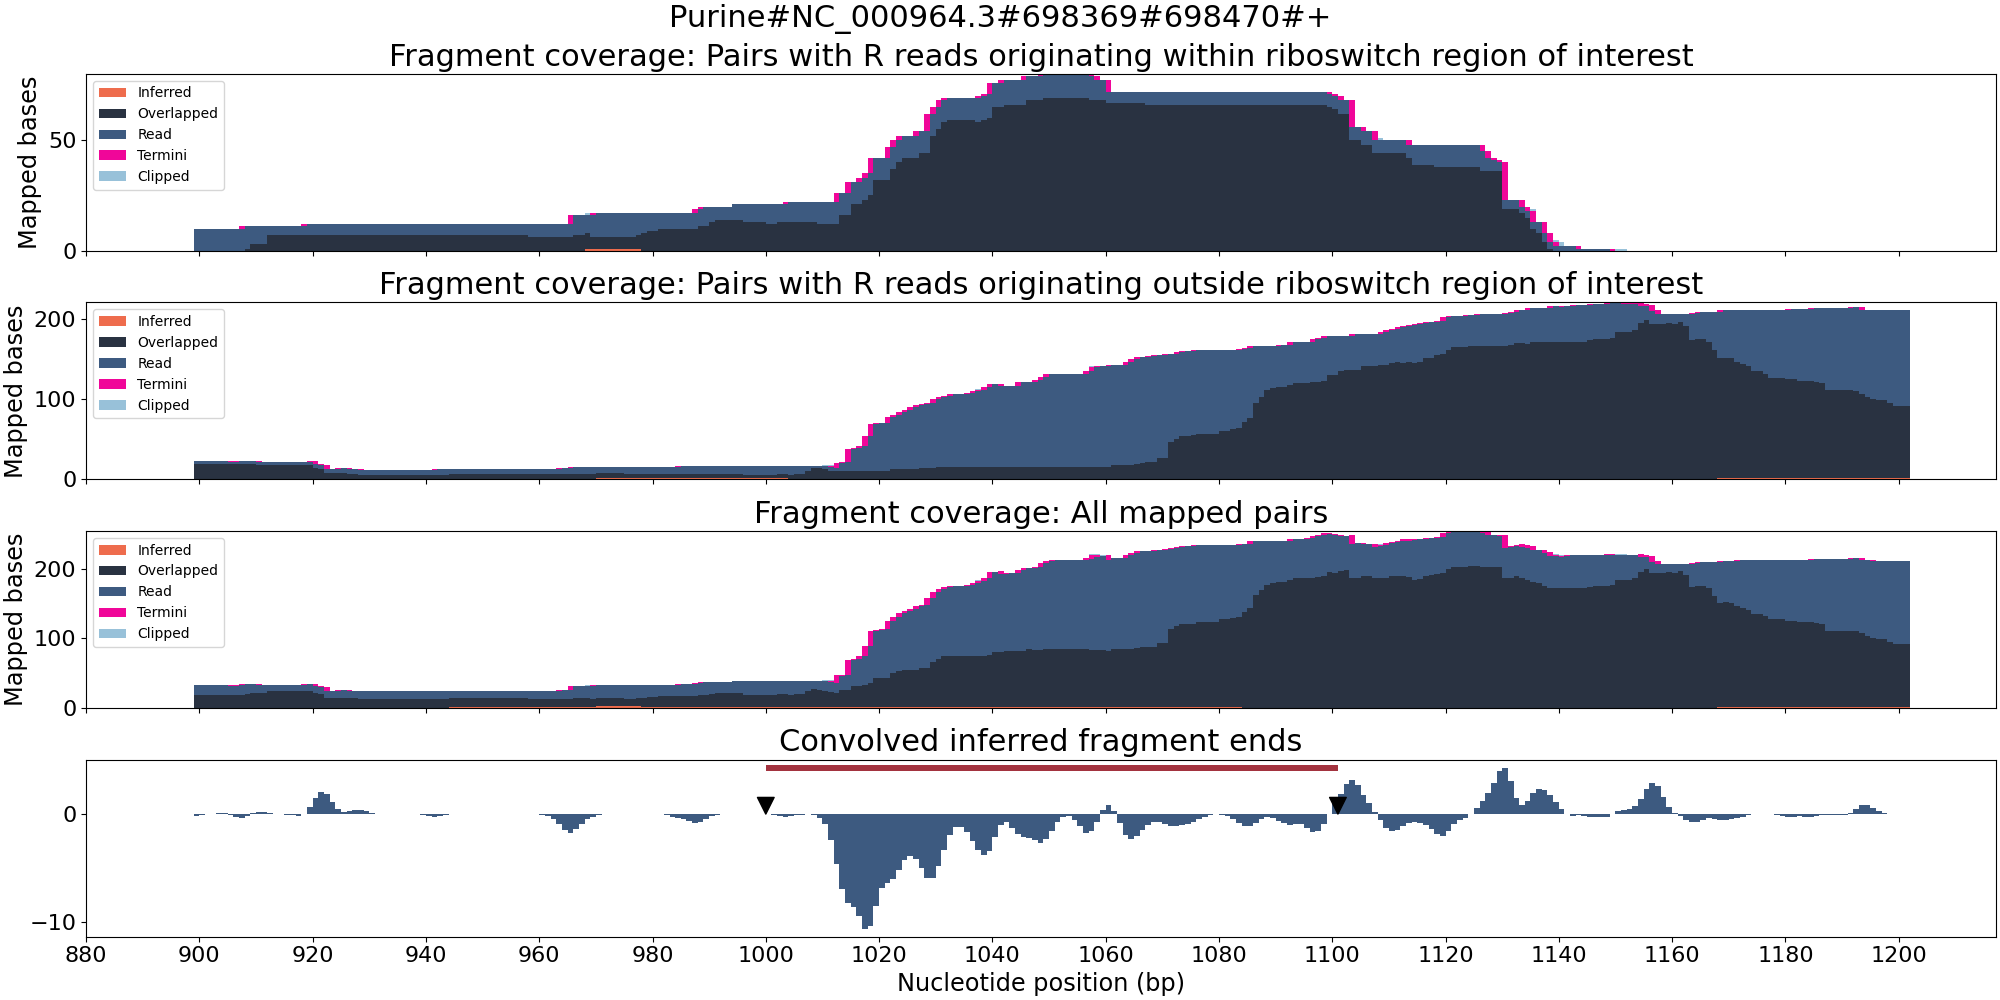 Purine#NC_000964.3#698369#698470#+
Fragment coverage: Pairs with R reads originating within riboswitch region of interest
Mapped bases
50
0
Inferred
Overlapped
Read
Termini
Clipped
Fragment coverage: Pairs with R reads originating outside riboswitch region of interest
Mapped bases
200
100
0
Inferred
Overlapped
Read
Termini
Clipped
Fragment coverage: All mapped pairs
Mapped bases
200
100
0
Inferred
Overlapped
Read
Termini
Clipped
Convolved inferred fragment ends
0
−10
880 900 920 940 960 980 1000 1020 1040 1060 1080 1100 1120 1140 1160 1180 1200
Nucleotide position (bp)